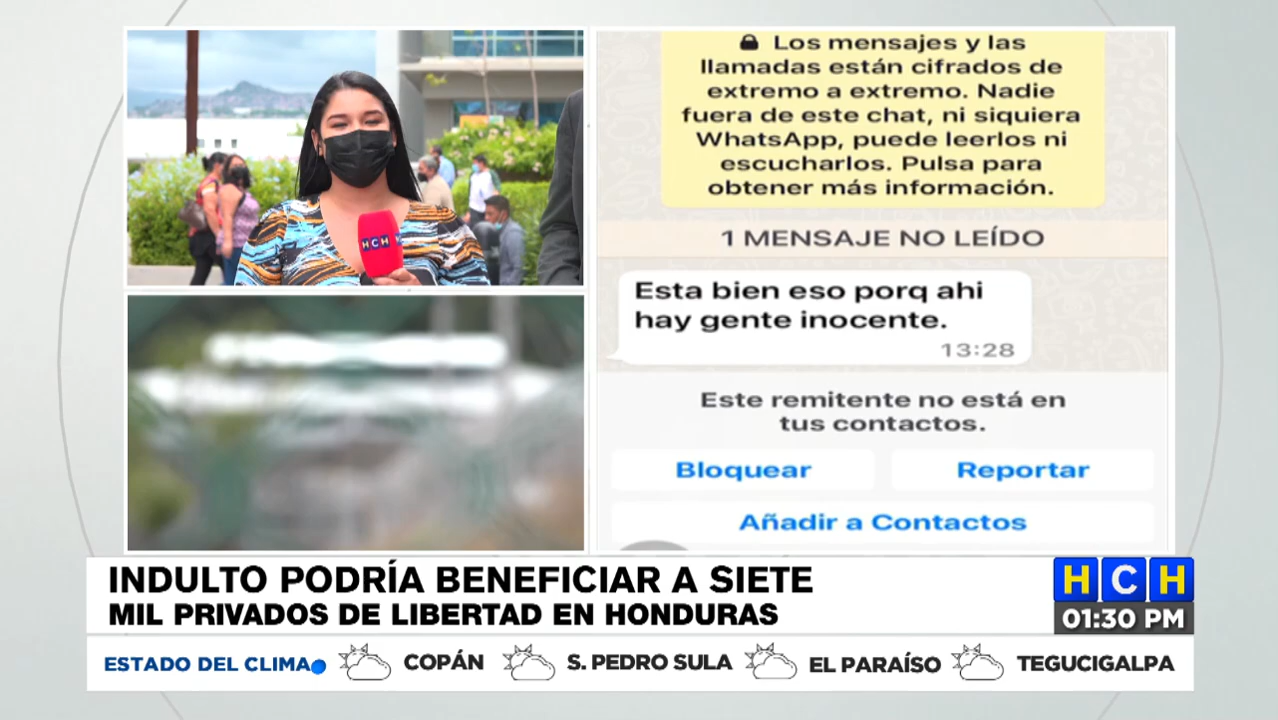 Los mensajes y las
llamadas están cifrados de
extremo a extremo. Nadie
fuera de este chat, ni siquiera
WhatsApp, puede leerlos ni
escucharlos. Pulsa para
obtener más información.
1 MENSAJE NO LEÍDO
Esta bien eso porq ahi
hay gente inocente.
13:28
Este remitente no está en
tus contactos.
Bloquear
Reportar
Añadir a Contactos
HCH
INDULTO PODRÍA BENEFICIAR A SIETE
MIL PRIVADOS DE LIBERTAD EN HONDURAS
HCH
01:30 PM
ESTADO DEL CLIMA
COPÁN
S. PEDRO SULA
EL PARAÍSO
TEGUCIGALPA